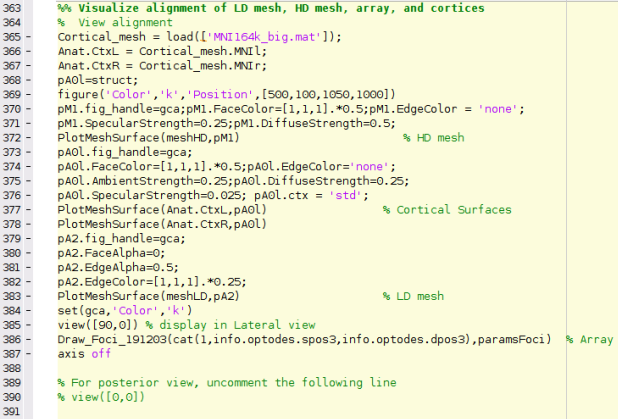 363 %% Visualize alignment of LD mesh, HD mesh, array, and cortices
364 % View alignment
365 - Cortical_mesh = load(['MNI164k_big.mat']);
366 - Anat.CtxL = Cortical_mesh.MNIl;
367 - Anat.CtxR = Cortical_mesh.MNIr;
368 - pA0l=struct;
369 - figure('Color','k','Position',[500,100,1050,1000])
370 - pM1.fig_handle=gca;pM1.FaceColor=[1,1,1].*0.5;pM1.EdgeColor = 'none';
371 - pM1.SpecularStrength=0.25;pM1.DiffuseStrength=0.5;
372 - PlotMeshSurface(meshHD,pM1) % HD mesh
373 - pA0l.fig_handle=gca;
374 - pA0l.FaceColor=[1,1,1].*0.5;pA0l.EdgeColor='none';
375 - pA0l.AmbientStrength=0.25;pA0l.DiffuseStrength=0.25;
376 - pA0l.SpecularStrength=0.025; pA0l.ctx = 'std';
377 - PlotMeshSurface(Anat.CtxL,pA0l) % Cortical Surfaces
378 - PlotMeshSurface(Anat.CtxR,pA0l)
379 - pA2.fig_handle=gca;
380 - pA2.FaceAlpha=0;
381 - pA2.EdgeAlpha=0.5;
382 - pA2.EdgeColor=[1,1,1].*0.25;
383 - PlotMeshSurface(meshLD,pA2) % LD mesh
384 - set(gca,'Color','k')
385 - view([90,0]) % display in Lateral view
386 - Draw_Foci_191203(cat(1,info.optodes.spos3,info.optodes.dpos3),paramsFoci) % Array
387 - axis off
388
389 % For posterior view, uncomment the following line
390 % view([0,0])
391